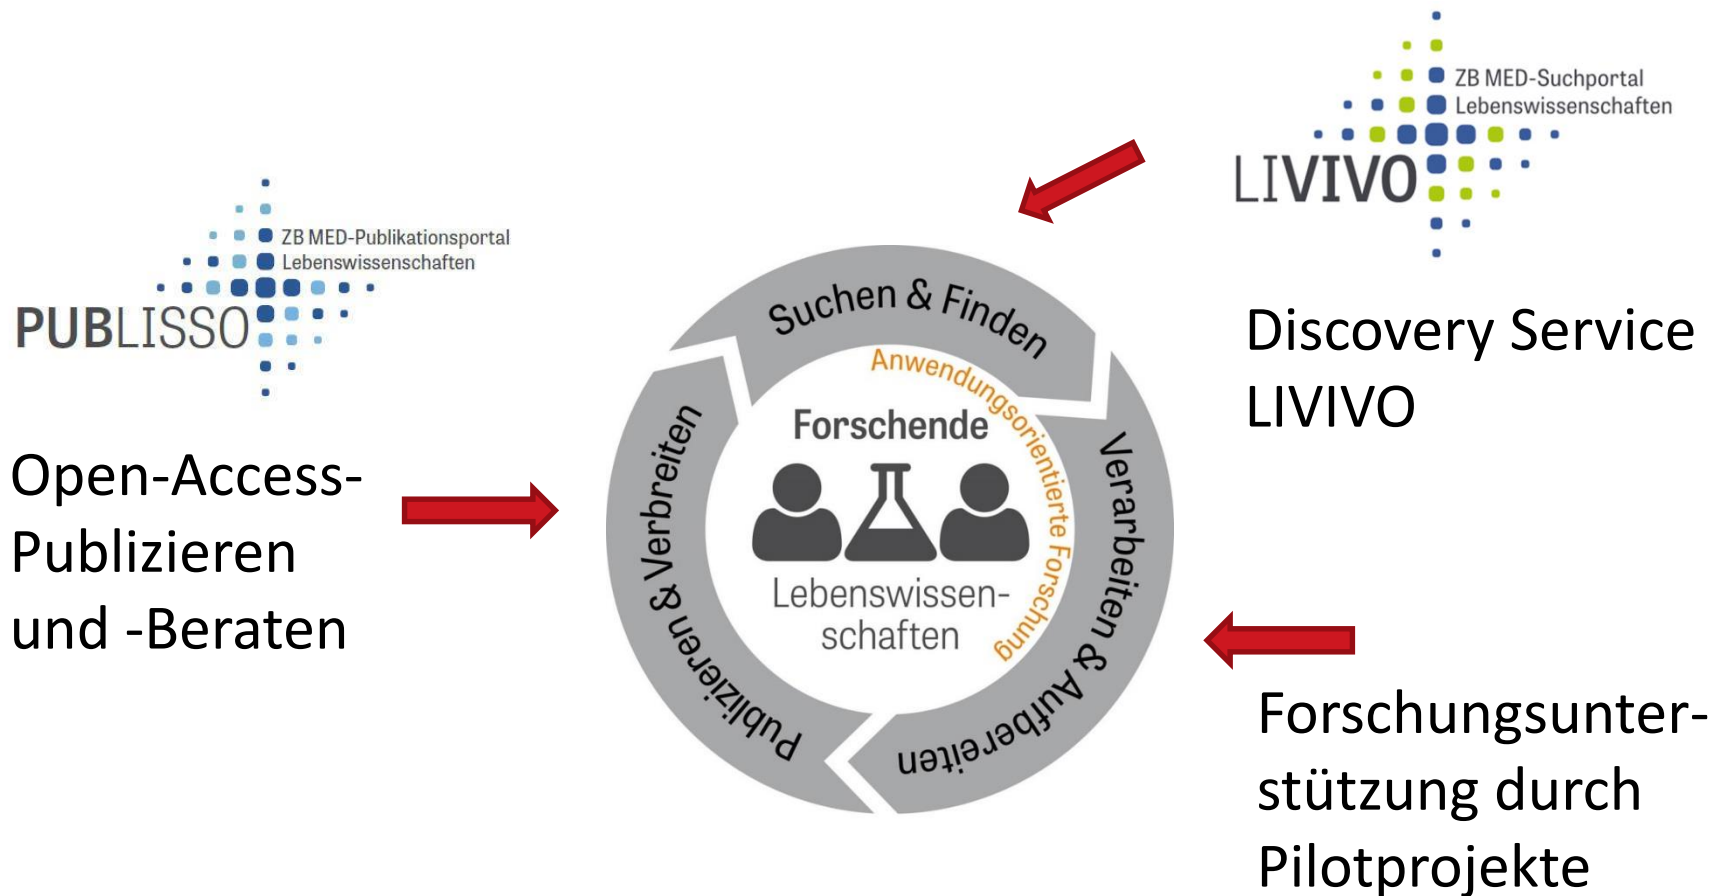 ZB MED-Publikationsportal
Lebenswissenschaften
PUBLISSO
Open-Access-
Publizieren
und -Beraten
Suchen & Finden
Verarbeiten & Aufbereiten
Publizieren & Verbreiten
Anwendungsorientierte Forschung
Forschende
Lebenswissen-
schaften
ZB MED-Suchportal
Lebenswissenschaften
LIVIVO
Discovery Service
LIVIVO
Forschungsunter-
stützung durch
Pilotprojekte